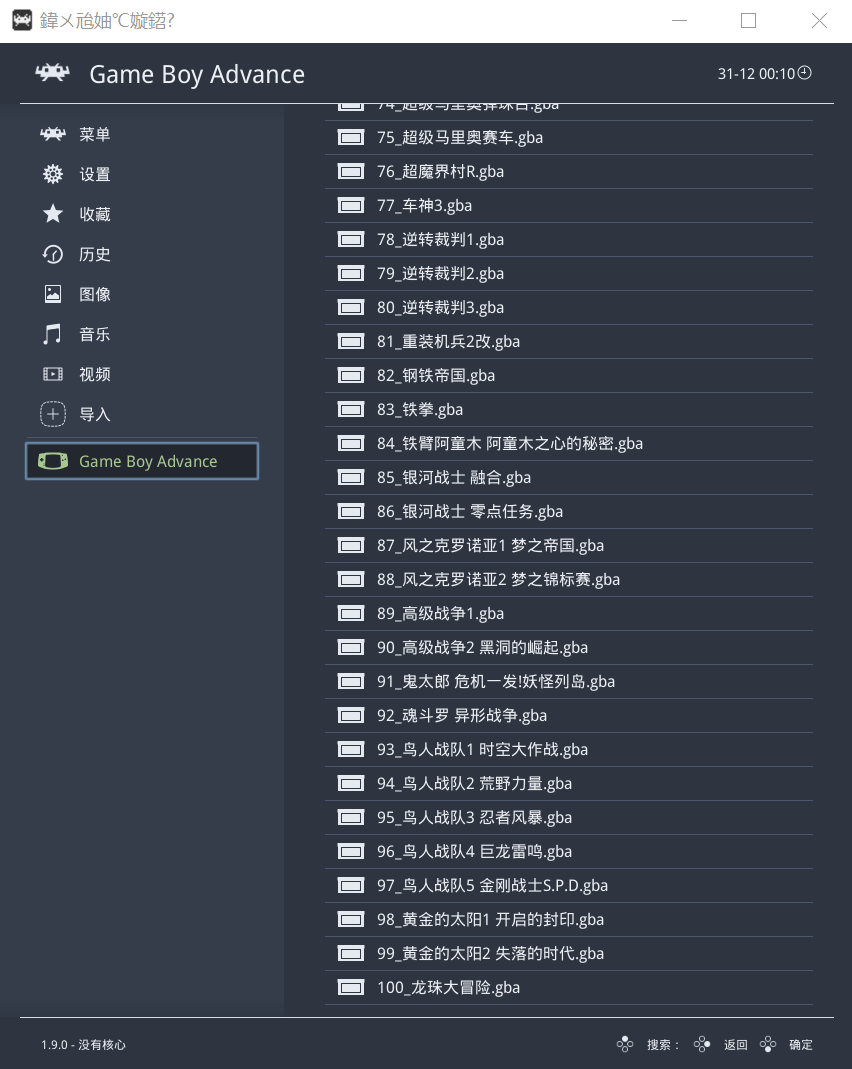 鍏ㄨ兘妯℃嫙鍣?
Game Boy Advance
31-12 00:10
菜单
设置
收藏
历史
图像
音乐
视频
导入
Game Boy Advance
74_超级马里奥弹珠台.gba
75_超级马里奥赛车.gba
76_超魔界村R.gba
77_车神3.gba
78_逆转裁判1.gba
79_逆转裁判2.gba
80_逆转裁判3.gba
81_重装机兵2改.gba
82_钢铁帝国.gba
83_铁拳.gba
84_铁臂阿童木 阿童木之心的秘密.gba
85_银河战士 融合.gba
86_银河战士 零点任务.gba
87_风之克罗诺亚1 梦之帝国.gba
88_风之克罗诺亚2 梦之锦标赛.gba
89_高级战争1.gba
90_高级战争2 黑洞的崛起.gba
91_鬼太郎 危机一发!妖怪列岛.gba
92_魂斗罗 异形战争.gba
93_鸟人战队1 时空大作战.gba
94_鸟人战队2 荒野力量.gba
95_鸟人战队3 忍者风暴.gba
96_鸟人战队4 巨龙雷鸣.gba
97_鸟人战队5 金刚战士S.P.D.gba
98_黄金的太阳1 开启的封印.gba
99_黄金的太阳2 失落的时代.gba
100_龙珠大冒险.gba
1.9.0 - 没有核心
搜索：
返回
确定